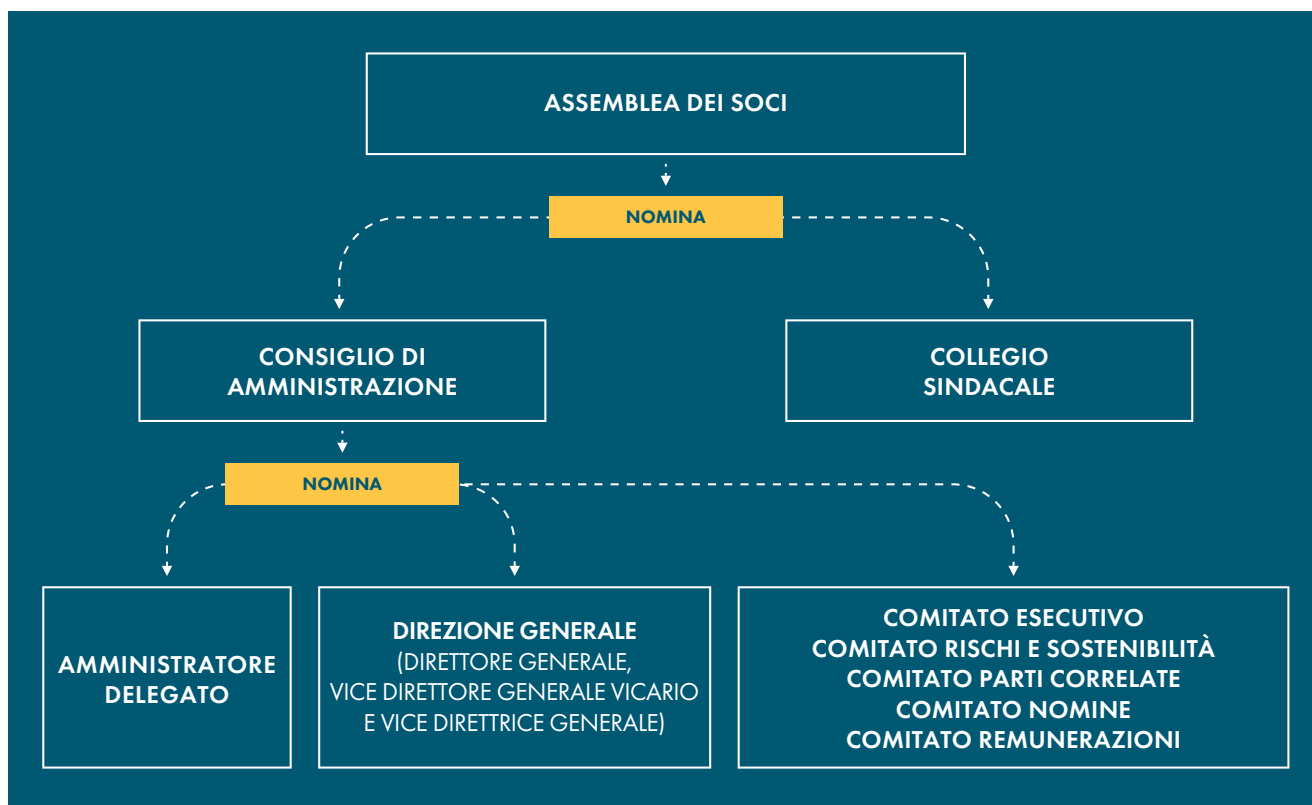 ASSEMBLEA DEI SOCI
NOMINA
CONSIGLIO DI
AMMINISTRAZIONE
COLLEGIO
SINDACALE
NOMINA
AMMINISTRATORE
DELEGATO
DIREZIONE GENERALE
(DIRETTORE GENERALE,
VICE DIRETTORE GENERALE VICARIO
E VICE DIRETTRICE GENERALE)
COMITATO ESECUTIVO
COMITATO RISCHI E SOSTENIBILITÀ
COMITATO PARTI CORRELATE
COMITATO NOMINE
COMITATO REMUNERAZIONI